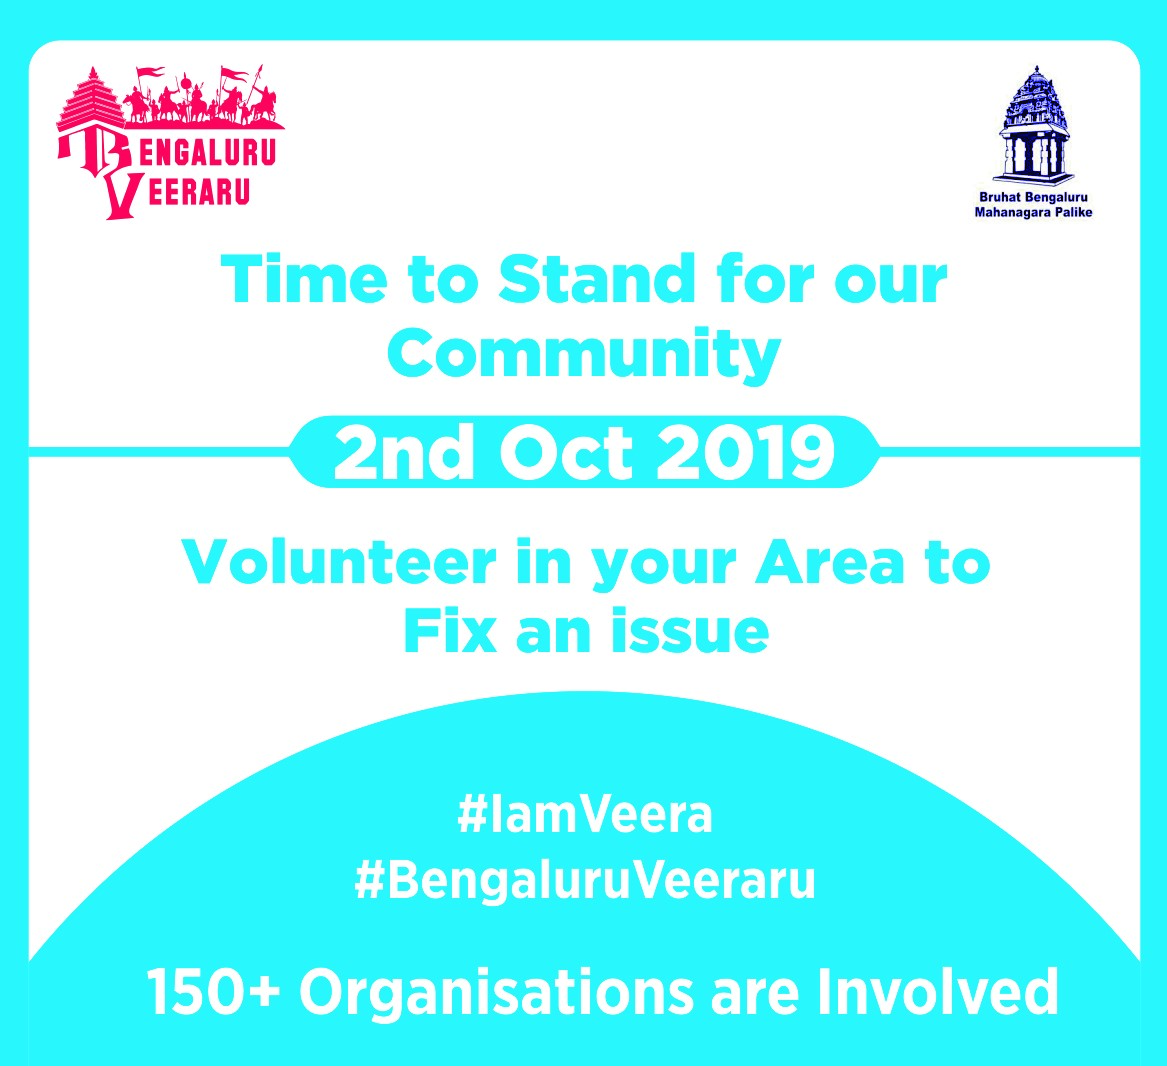 BENGALURU
VEERARU
Bruhat Bengaluru
Mahanagara Palike
Time to Stand for our
Community
2nd Oct 2019
Volunteer in your Area to
Fix an issue
#IamVeera
#BengaluruVeeraru
150+ Organisations are Involved